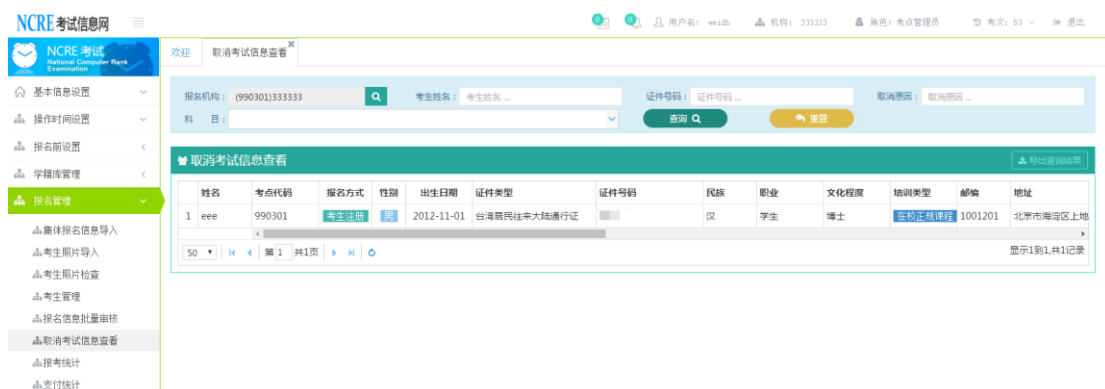 NCRE 考试信息网
0
0
用户名: weidh
机构: 333333
角色: 考点管理员
考次: 53
退出
NCRE 考试
National Computer Rank
Examination
欢迎
取消考试信息查看
基本信息设置
操作时间设置
报名前设置
学籍库管理
报名管理
集体报名信息导入
考生照片导入
考生照片检查
考生管理
报名信息批量审核
取消考试信息查看
报考统计
支付统计
报名机构: (990301)333333
考生姓名: 考生姓名 ...
证件号码: 证件号码 ...
取消原因: 取消原因 ...
科 目:
查询
重置
取消考试信息查看
导出查询结果
姓名 考点代码 报名方式 性别 出生日期 证件类型 证件号码 民族 职业 文化程度 培训类型 邮编 地址
1 eee 990301 考生注册 男 2012-11-01 台湾居民往来大陆通行证 汉 学生 博士 在校正规课程 1001201 北京市海淀区上地
50 第 1 共1页
显示1到1,共1记录